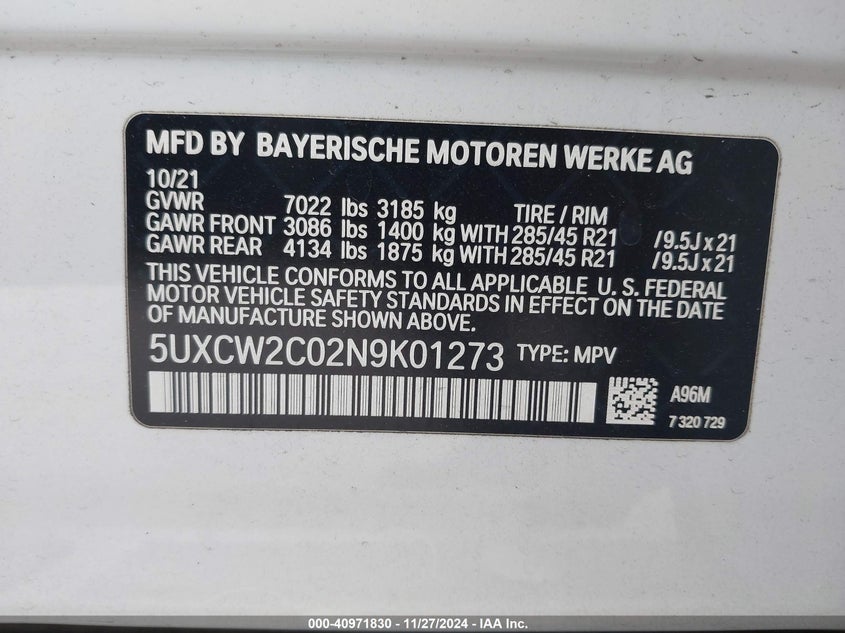 MFD BY BAYERISCHE MOTOREN WERKE AG
10/21
GVWR 7022 lbs 3185 kg TIRE / RIM
GAWR FRONT 3086 lbs 1400 kg WITH 285/45 R21 /9.5J x 21
GAWR REAR 4134 lbs 1875 kg WITH 285/45 R21 /9.5J x 21
THIS VEHICLE CONFORMS TO ALL APPLICABLE U. S. FEDERAL
MOTOR VEHICLE SAFETY STANDARDS IN EFFECT ON THE DATE
OF MANUFACTURE SHOWN ABOVE.
5UXCW2C02N9K01273 TYPE: MPV
A96M
7 320 729
000-40971830 - 11/27/2024 - IAA Inc.